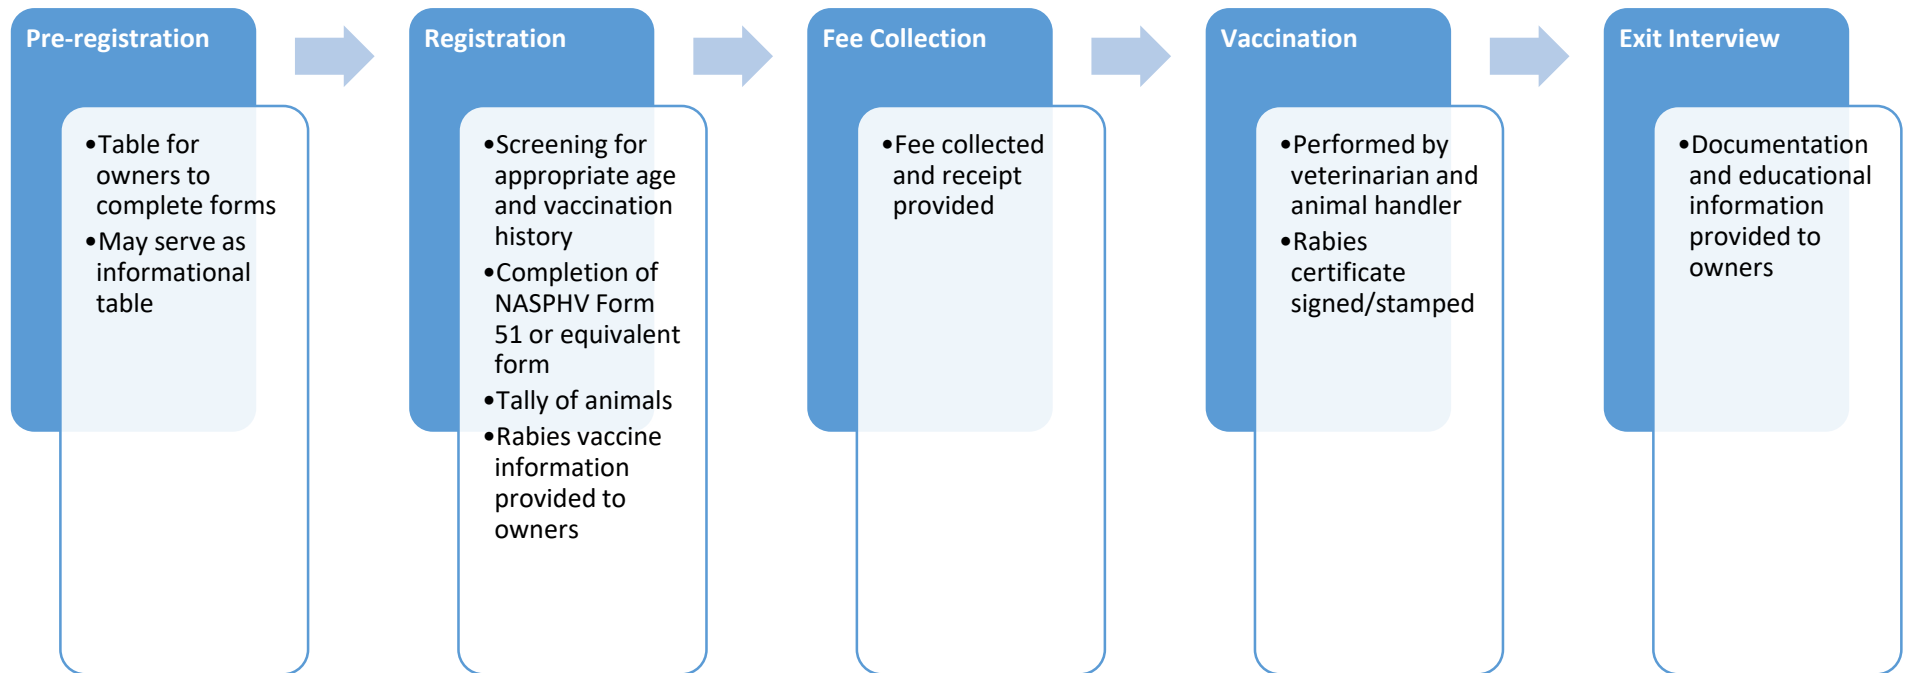 Pre-registration
•Table for
owners to
complete forms
•May serve as
informational
table
Registration
•Screening for
appropriate age
and vaccination
history
•Completion of
NASPHV Form
51 or equivalent
form
•Tally of animals
•Rabies vaccine
information
provided to
owners
Fee Collection
•Fee collected
and receipt
provided
Vaccination
•Performed by
veterinarian and
animal handler
•Rabies
certificate
signed/stamped
Exit Interview
•Documentation
and educational
information
provided to
owners